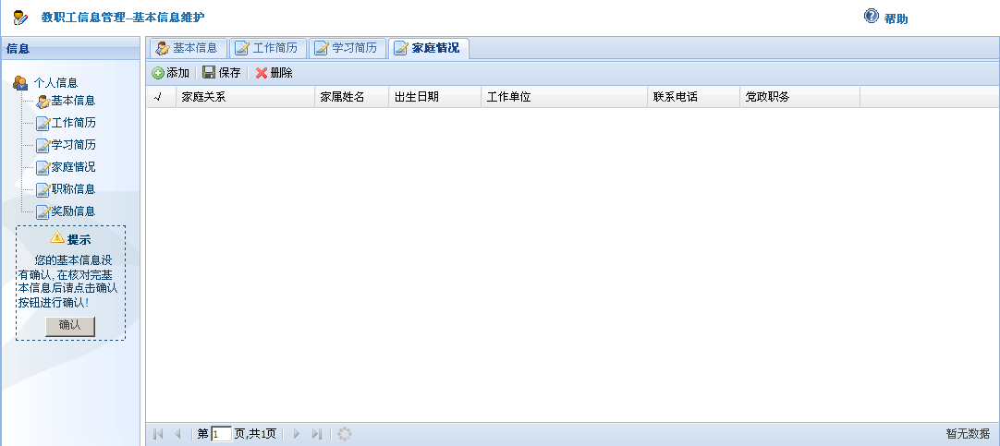 教职工信息管理--基本信息维护
帮助
信息
基本信息 工作简历 学习简历 家庭情况
添加 保存 删除
√ 家庭关系 家属姓名 出生日期 工作单位 联系电话 党政职务
个人信息
基本信息
工作简历
学习简历
家庭情况
职称信息
奖励信息
提示
您的基本信息没
有确认, 在核对完基
本信息后请点击确认
按钮进行确认!
确认
第 1 页,共1页
暂无数据